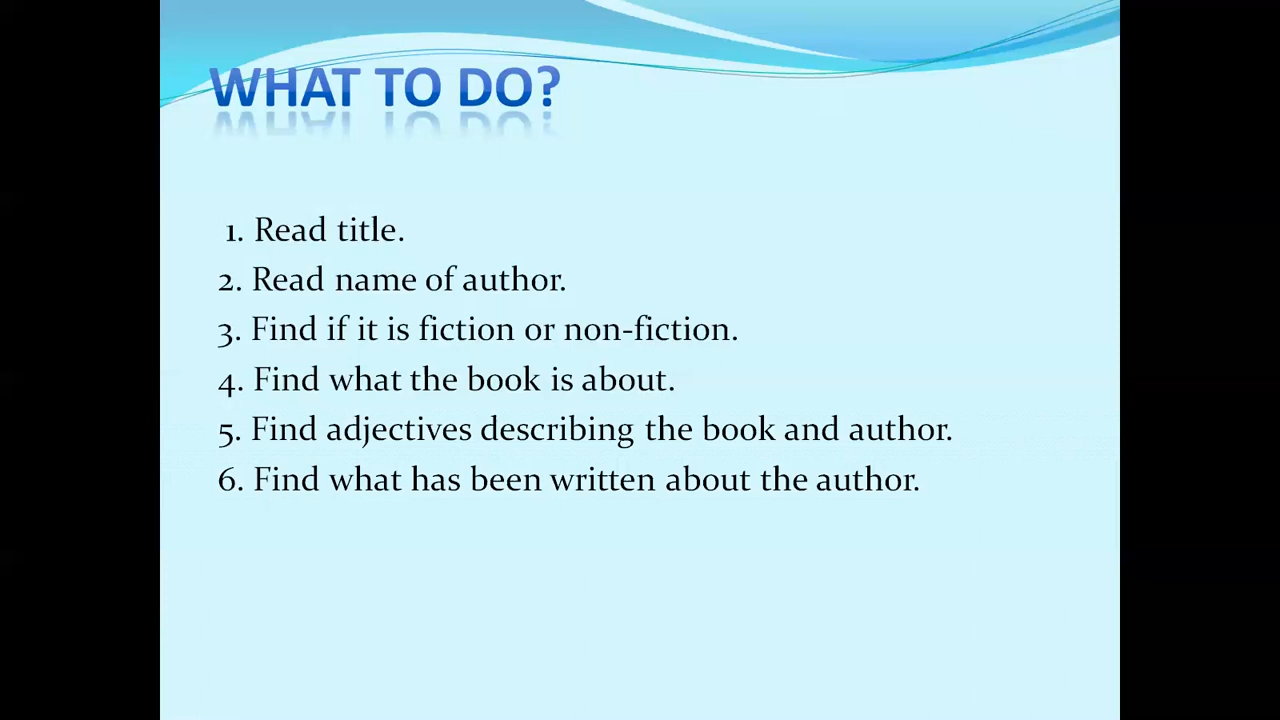 WHAT TO DO?
1. Read title.
2. Read name of author.
3. Find if it is fiction or non-fiction.
4. Find what the book is about.
5. Find adjectives describing the book and author.
6. Find what has been written about the author.